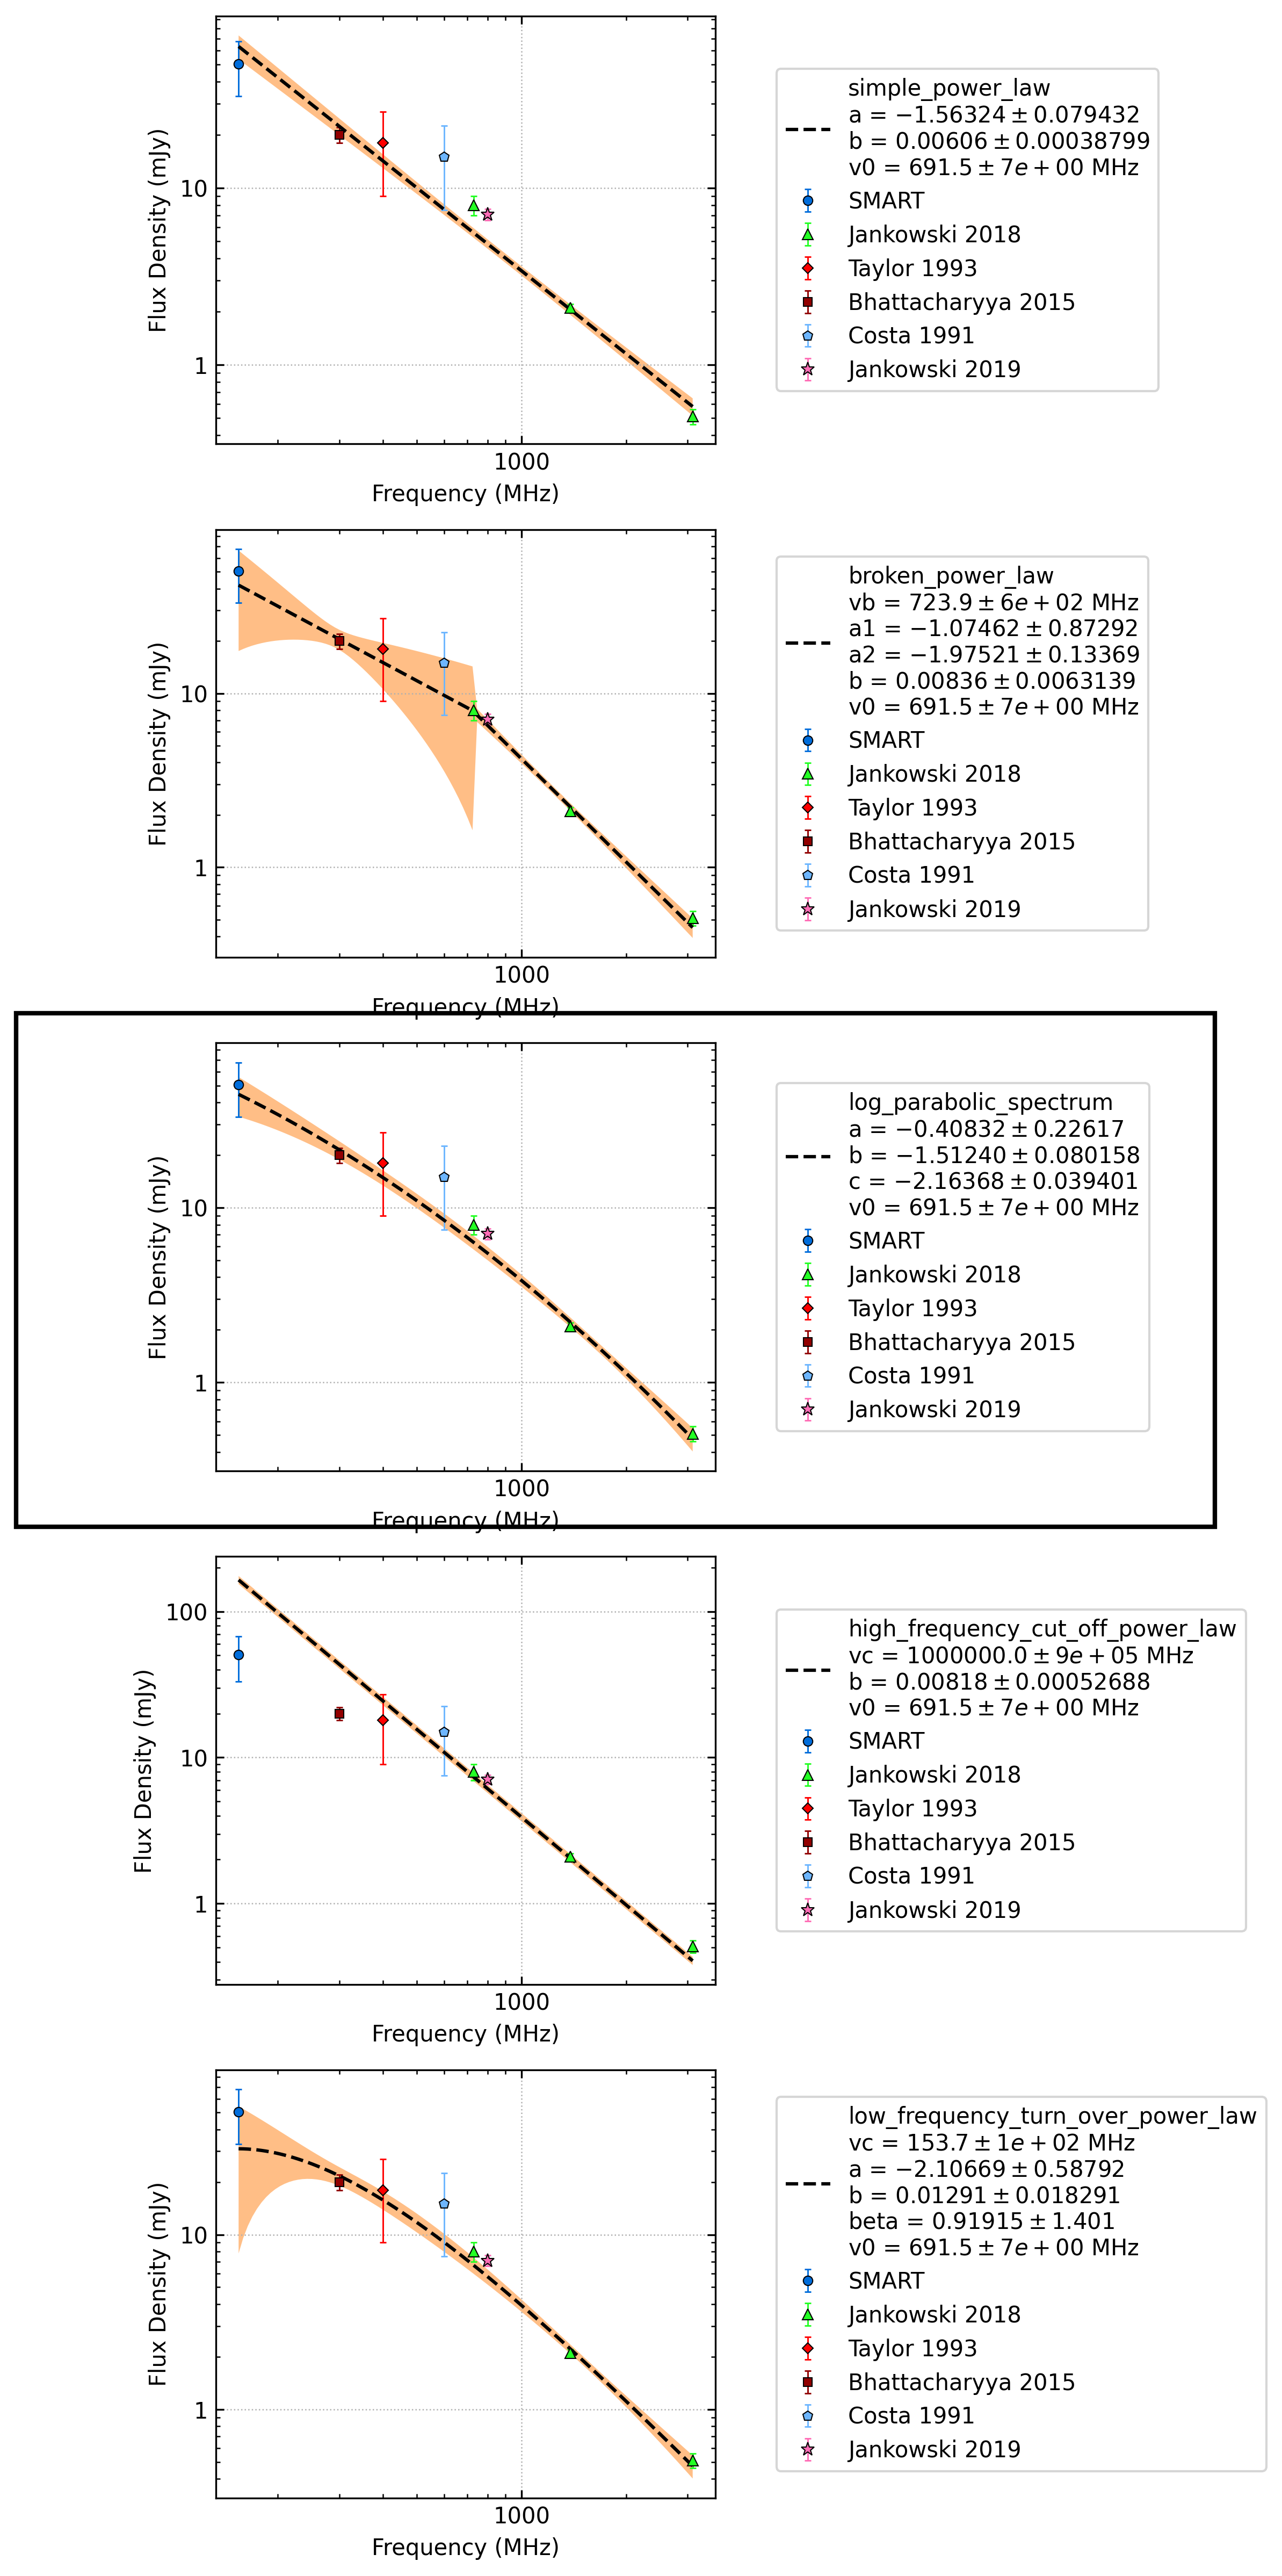 10
1
Flux Density (mJy)
1000
Frequency (MHz)
simple_power_law
a = −1.56324 ± 0.079432
b = 0.00606 ± 0.00038799
v0 = 691.5 ± 7e + 00 MHz
SMART
Jankowski 2018
Taylor 1993
Bhattacharyya 2015
Costa 1991
Jankowski 2019
10
1
Flux Density (mJy)
1000
Frequency (MHz)
broken_power_law
vb = 723.9 ± 6e + 02 MHz
a1 = −1.07462 ± 0.87292
a2 = −1.97521 ± 0.13369
b = 0.00836 ± 0.0063139
v0 = 691.5 ± 7e + 00 MHz
SMART
Jankowski 2018
Taylor 1993
Bhattacharyya 2015
Costa 1991
Jankowski 2019
10
1
Flux Density (mJy)
1000
Frequency (MHz)
log_parabolic_spectrum
a = −0.40832 ± 0.22617
b = −1.51240 ± 0.080158
c = −2.16368 ± 0.039401
v0 = 691.5 ± 7e + 00 MHz
SMART
Jankowski 2018
Taylor 1993
Bhattacharyya 2015
Costa 1991
Jankowski 2019
100
10
1
Flux Density (mJy)
1000
Frequency (MHz)
high_frequency_cut_off_power_law
vc = 1000000.0 ± 9e + 05 MHz
b = 0.00818 ± 0.00052688
v0 = 691.5 ± 7e + 00 MHz
SMART
Jankowski 2018
Taylor 1993
Bhattacharyya 2015
Costa 1991
Jankowski 2019
10
1
Flux Density (mJy)
1000
Frequency (MHz)
low_frequency_turn_over_power_law
vc = 153.7 ± 1e + 02 MHz
a = −2.10669 ± 0.58792
b = 0.01291 ± 0.018291
beta = 0.91915 ± 1.401
v0 = 691.5 ± 7e + 00 MHz
SMART
Jankowski 2018
Taylor 1993
Bhattacharyya 2015
Costa 1991
Jankowski 2019